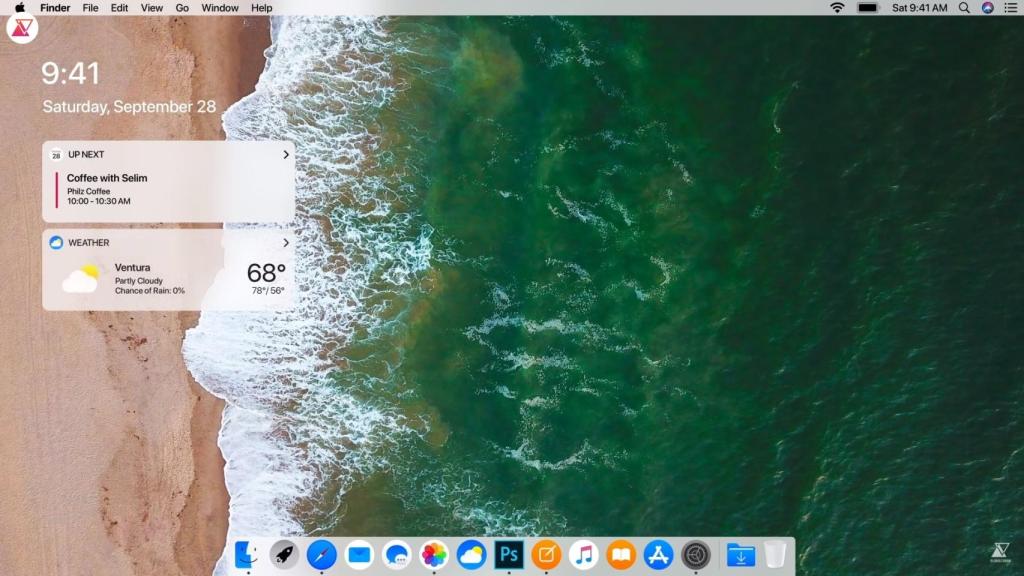 Finder File Edit View Go Window Help
Sat 9:41 AM
9:41
Saturday, September 28
28 UP NEXT
Coffee with Selim
Philz Coffee
10:00 - 10:30 AM
WEATHER
Ventura
Partly Cloudy
Chance of Rain: 0%
68°
78°/ 56°
Ps